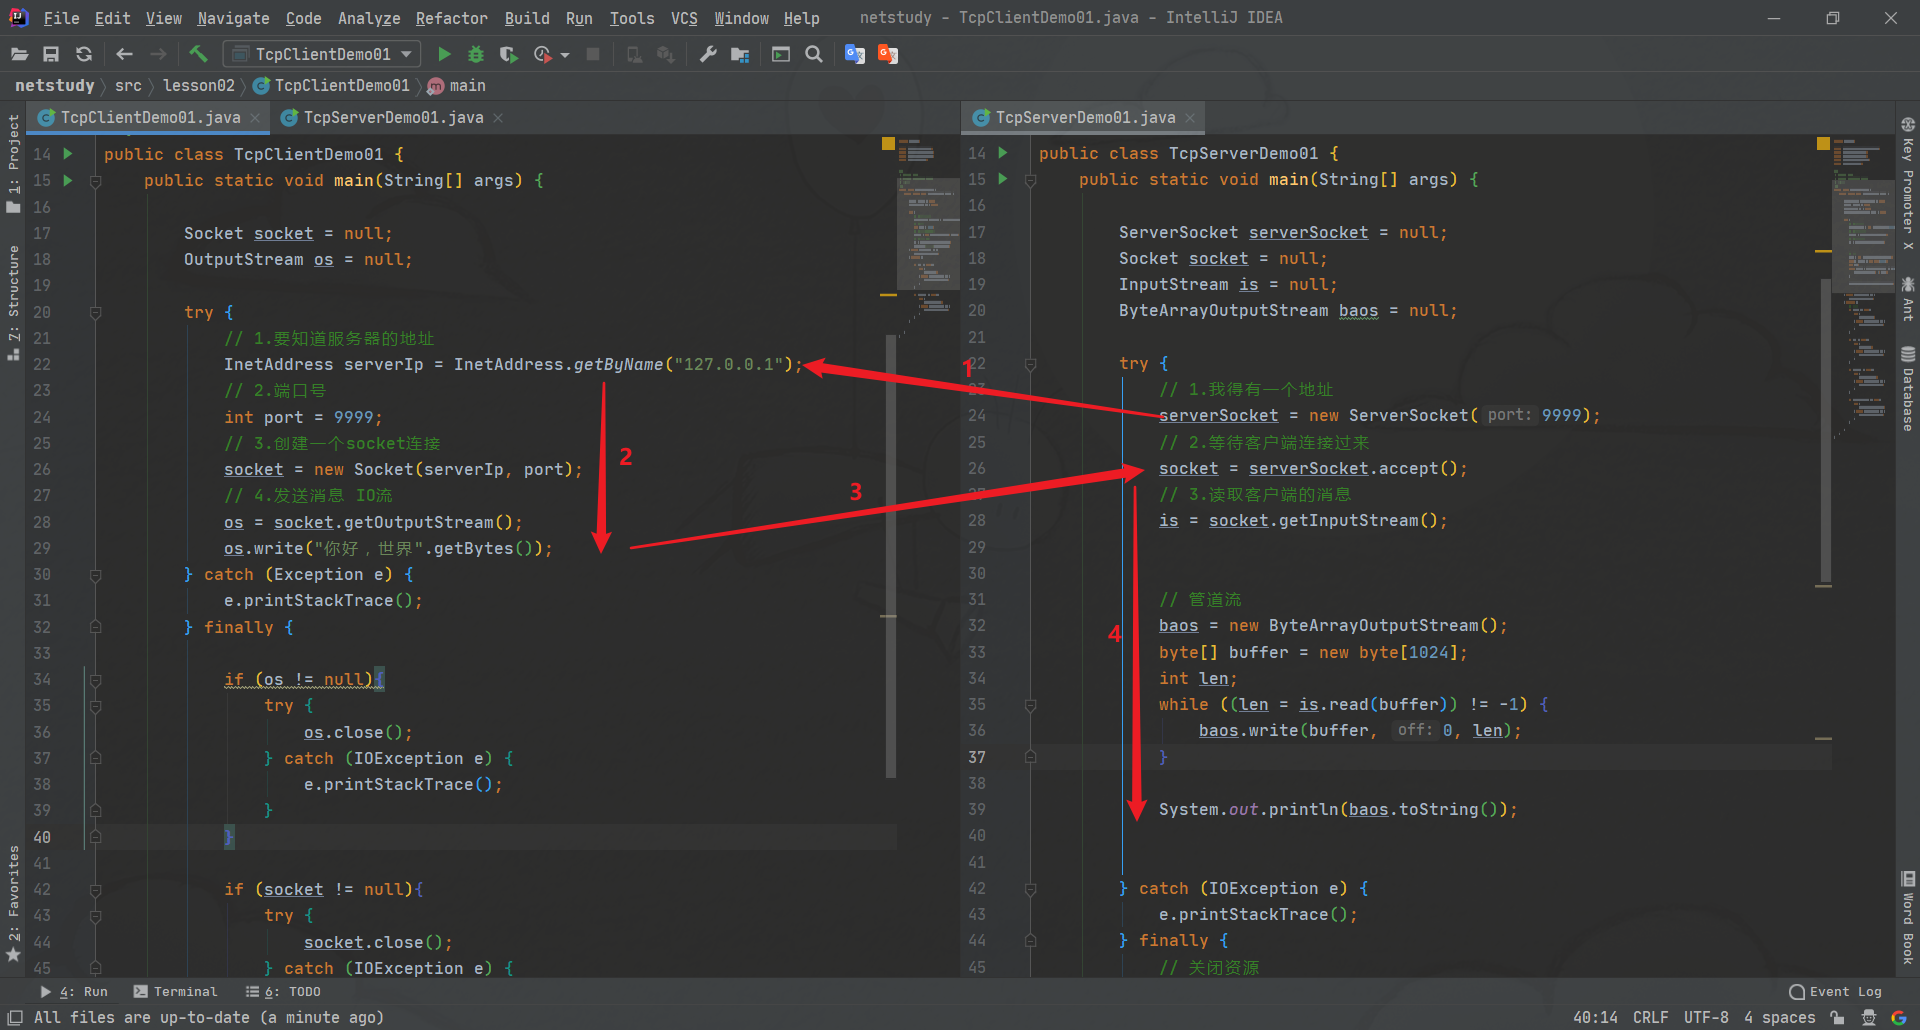 File Edit View Navigate Code Analyze Refactor Build Run Tools VCS Window Help netstudy - TcpClientDemo01.java - IntelliJ IDEA
TcpClientDemo01
netstudy src lesson02 TcpClientDemo01 main
1: Project
7: Structure
2: Favorites
TcpClientDemo01.java TcpServerDemo01.java
14 public class TcpClientDemo01 {
15 public static void main(String[] args) {
16
17 Socket socket = null;
18 OutputStream os = null;
19
20 try {
21 // 1.要知道服务器的地址
22 InetAddress serverIp = InetAddress.getByName("127.0.0.1");
23 // 2.端口号
24 int port = 9999;
25 // 3.创建一个socket连接
26 socket = new Socket(serverIp, port);
27 // 4.发送消息 IO流
28 os = socket.getOutputStream();
29 os.write("你好，世界".getBytes());
30 } catch (Exception e) {
31 e.printStackTrace();
32 } finally {
33
34 if (os != null){
35 try {
36 os.close();
37 } catch (IOException e) {
38 e.printStackTrace();
39 }
40 }
41
42 if (socket != null){
43 try {
44 socket.close();
45 } catch (IOException e) {
1
2
3
4
TcpServerDemo01.java
14 public class TcpServerDemo01 {
15 public static void main(String[] args) {
16
17 ServerSocket serverSocket = null;
18 Socket socket = null;
19 InputStream is = null;
20 ByteArrayOutputStream baos = null;
21
22 try {
23 // 1.我得有一个地址
24 serverSocket = new ServerSocket( port: 9999);
25 // 2.等待客户端连接过来
26 socket = serverSocket.accept();
27 // 3.读取客户端的消息
28 is = socket.getInputStream();
29
30
31 // 管道流
32 baos = new ByteArrayOutputStream();
33 byte[] buffer = new byte[1024];
34 int len;
35 while ((len = is.read(buffer)) != -1) {
36 baos.write(buffer, off: 0, len);
37 }
38
39 System.out.println(baos.toString());
40
41
42 } catch (IOException e) {
43 e.printStackTrace();
44 } finally {
45 // 关闭资源
Key Promoter X
Ant
Database
Word Book
4: Run Terminal 6: TODO Event Log
All files are up-to-date (a minute ago) 40:14 CRLF UTF-8 4 spaces